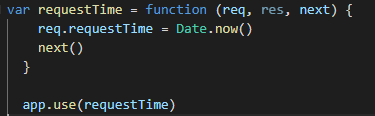 var requestTime = function (req, res, next) {
    req.requestTime = Date.now()
    next()
  }

  app.use(requestTime)